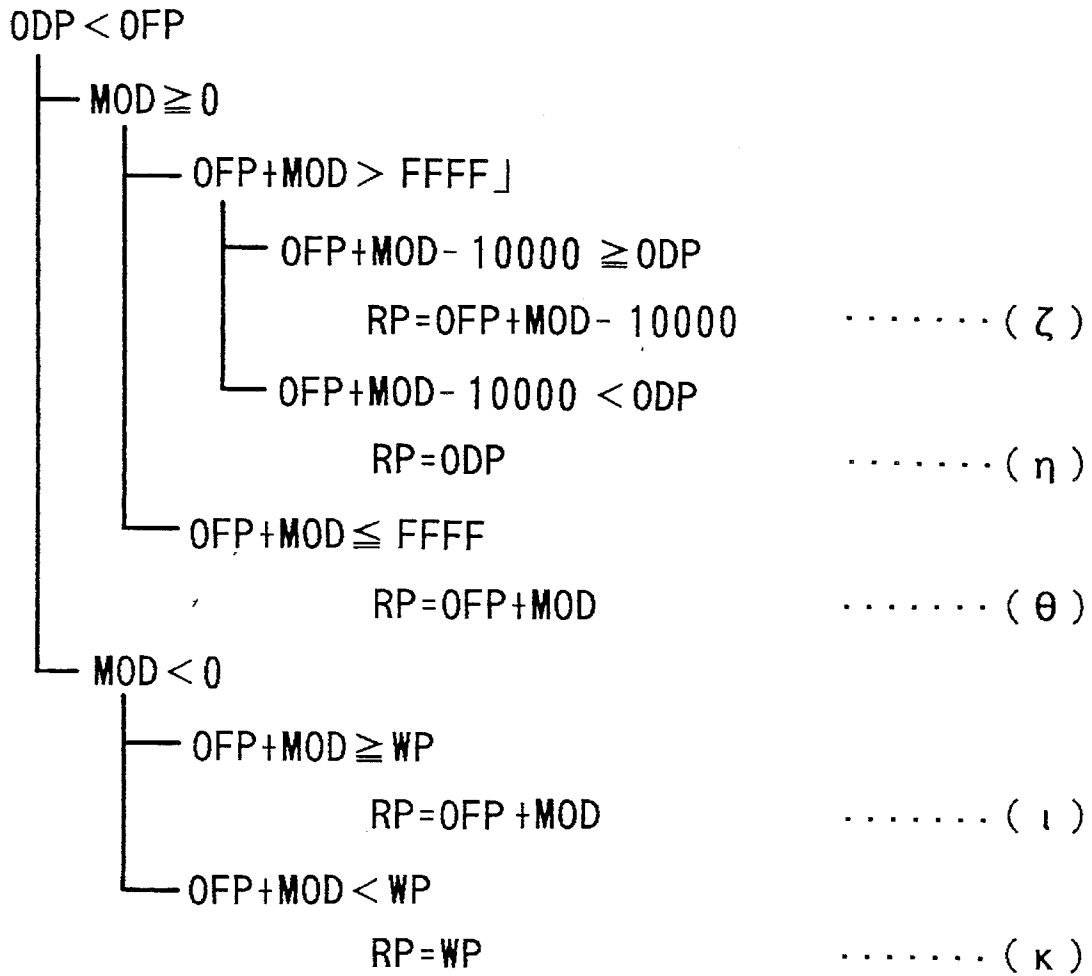 ODP<OFP
MOD≧0
OFP+MOD> FFFF」
OFP+MOD- 10000 ≧ODP
RP=OFP+MOD- 10000 ·······( ζ )
OFP+MOD- 10000 <ODP
RP=ODP ·······( η )
OFP+MOD≦ FFFF
RP=OFP+MOD ·······( θ )
MOD<0
OFP+MOD≧WP
RP=OFP+MOD ·······( ι )
OFP+MOD<WP
RP=WP ·······( κ )